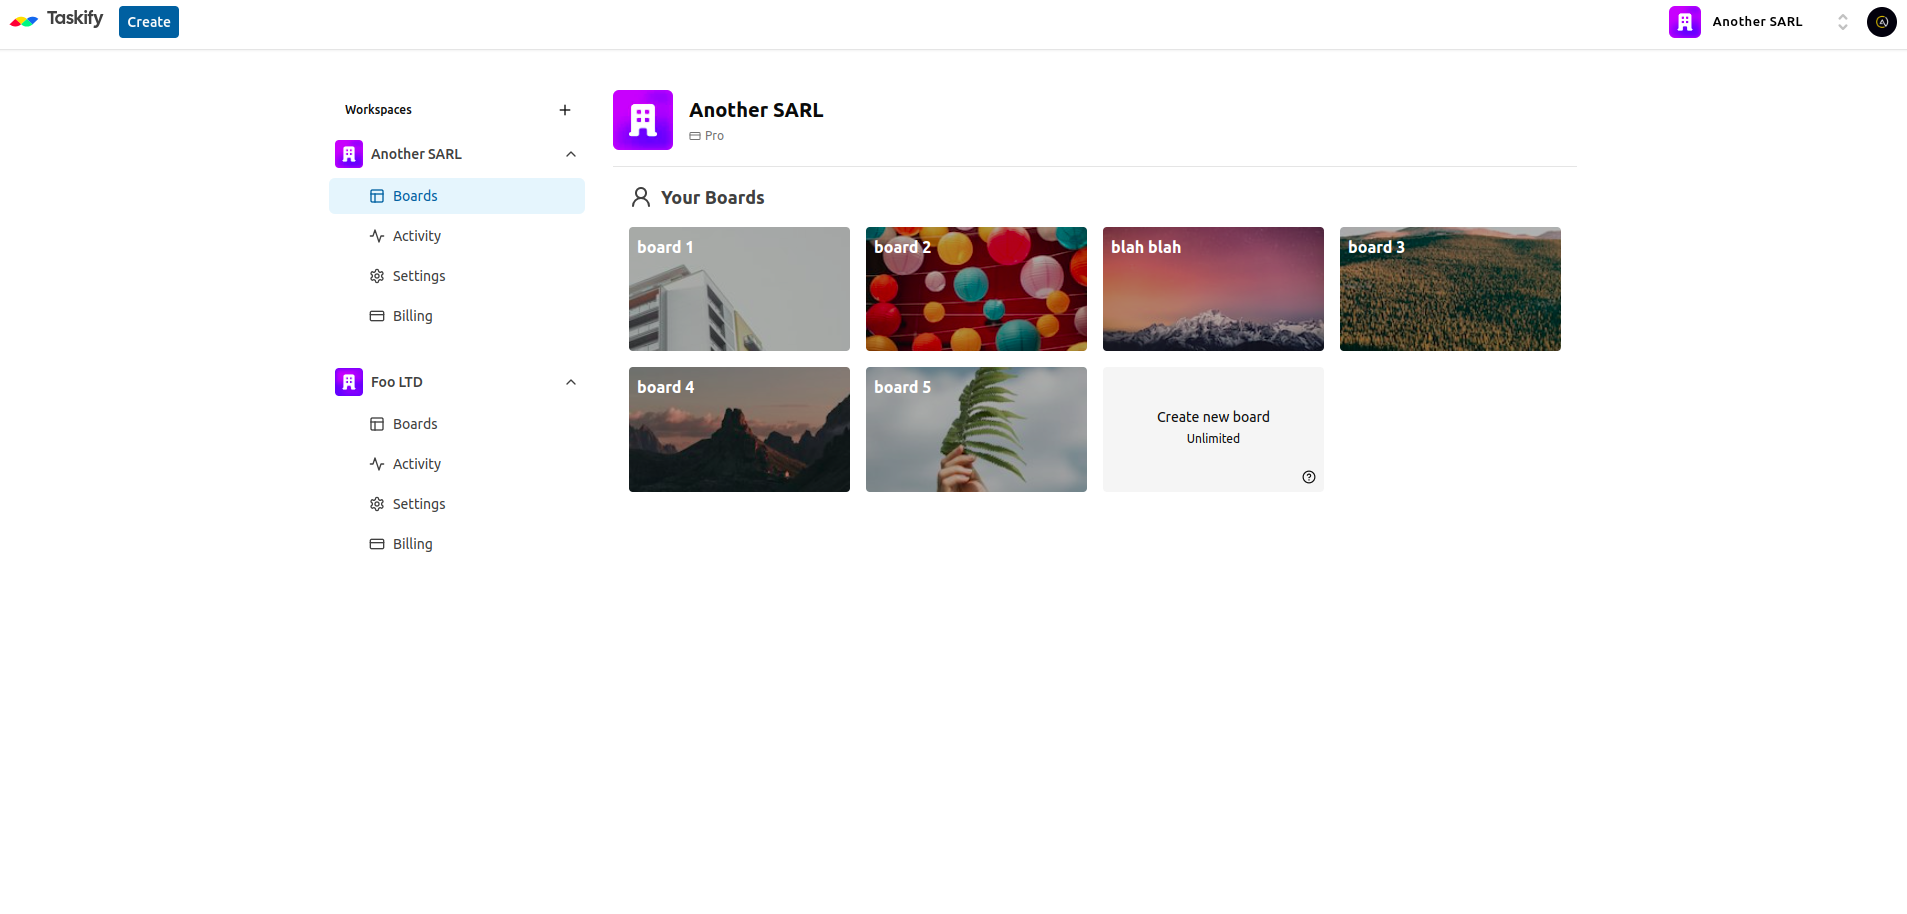 Taskify
Create
Another SARL
Workspaces
Another SARL
Boards
Activity
Settings
Billing
Foo LTD
Boards
Activity
Settings
Billing
Another SARL
Pro
Your Boards
board 1
board 2
blah blah
board 3
board 4
board 5
Create new board
Unlimited